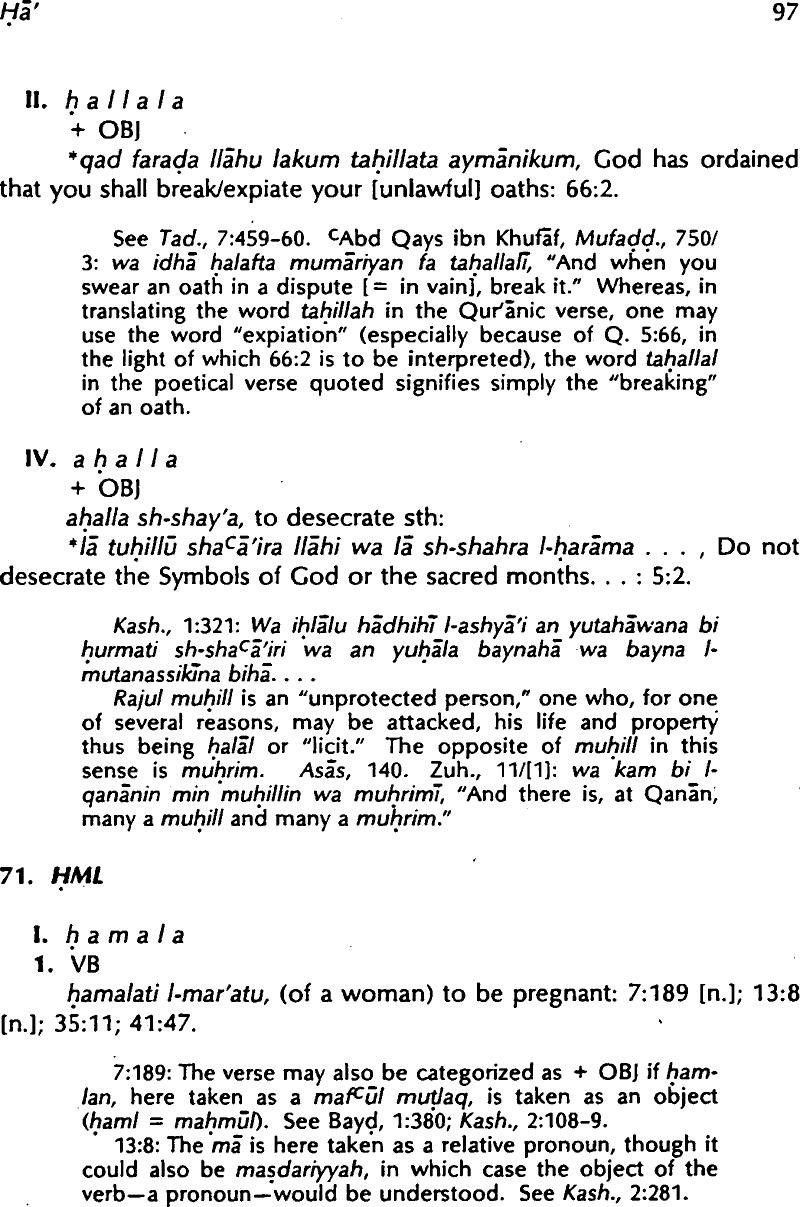 Ḥā' 97
II. ḥ a l l a l a
+ OBJ
*qad faraḍa llāhu lakum taḥillata aymānikum, God has ordained
that you shall break/expiate your [unlawful] oaths: 66:2.
See Tad., 7:459-60. ᶜAbd Qays ibn Khufāf, Mufaḍḍ., 750/
3: wa idhā ḥalafta mumāriyan fa taḥallalī, "And when you
swear an oath in a dispute [= in vain], break it." Whereas, in
translating the word taḥillah in the Qur'ānic verse, one may
use the word "expiation" (especially because of Q. 5:66, in
the light of which 66:2 is to be interpreted), the word taḥallal
in the poetical verse quoted signifies simply the "breaking"
of an oath.
IV. a ḥ a l l a
+ OBJ
aḥalla sh-shay'a, to desecrate sth:
*lā tuḥillū shaᶜā'ira llāhi wa lā sh-shahra l-ḥarāma . . . , Do not
desecrate the Symbols of God or the sacred months. . . : 5:2.
Kash., 1:321: Wa iḥlālu hādhihī l-ashyā'i an yutahāwana bi
ḥurmati sh-shaᶜā'iri wa an yuḥāla baynahā wa bayna l-
mutanassikīna bihā. . . .
Rajul muḥill is an "unprotected person," one who, for one
of several reasons, may be attacked, his life and property
thus being ḥalāl or "licit." The opposite of muḥill in this
sense is muḥrim. Asās, 140. Zuh., 11/[1]: wa kam bi l-
qanānin min muḥillin wa muḥrimī, "And there is, at Qanān,
many a muḥill and many a muḥrim."
71. ḤML
I. ḥ a m a l a
1. VB
ḥamalati l-mar'atu, (of a woman) to be pregnant: 7:189 [n.]; 13:8
[n.]; 35:11; 41:47.
7:189: The verse may also be categorized as + OBJ if ḥam-
lan, here taken as a mafᶜūl muṭlaq, is taken as an object
(ḥaml = maḥmūl). See Bayḍ, 1:380; Kash., 2:108-9.
13:8: The mā is here taken as a relative pronoun, though it
could also be maṣdariyyah, in which case the object of the
verb—a pronoun—would be understood. See Kash., 2:281.